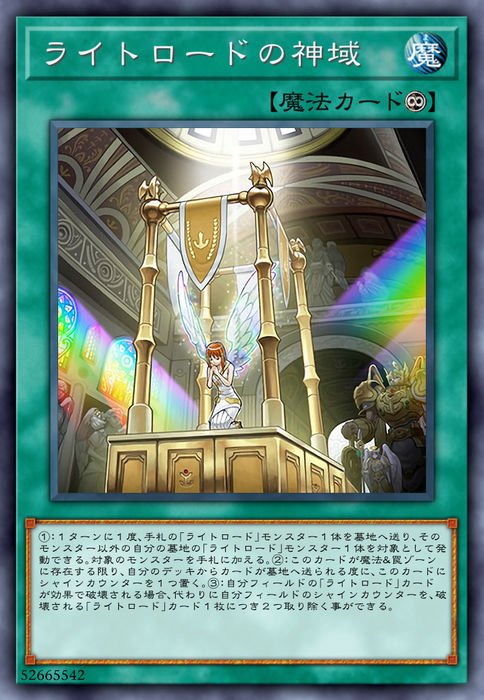 ライトロードの神域
魔
【魔法カード♾】
①：１ターンに１度、手札の「ライトロード」モンスター１体を墓地へ送り、その
モンスター以外の自分の墓地の「ライトロード」モンスター１体を対象として発
動できる。対象のモンスターを手札に加える。②：このカードが魔法&罠ゾーン
に存在する限り、自分のデッキからカードが墓地へ送られる度に、このカードに
シャインカウンターを１つ置く。③：自分フィールドの「ライトロード」カード
が効果で破壊される場合、代わりに自分フィールドのシャインカウンターを、破
壊される「ライトロード」カード１枚につき２つ取り除く事ができる。
52665542